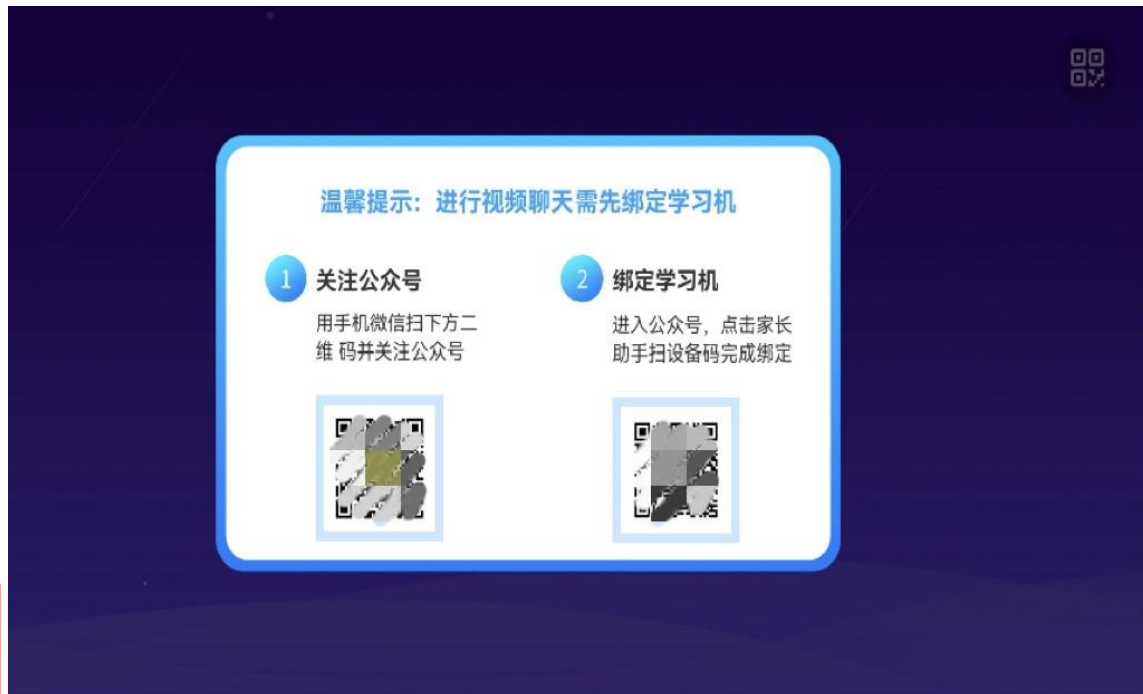 温馨提示：进行视频聊天需先绑定学习机
1 关注公众号
用手机微信扫下方二
维 码并关注公众号
2 绑定学习机
进入公众号，点击家长
助手扫设备码完成绑定